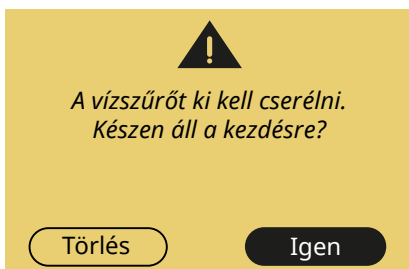 A vízszűrőt ki kell cserélni.
Készen áll a kezdésre?
Törlés
Igen